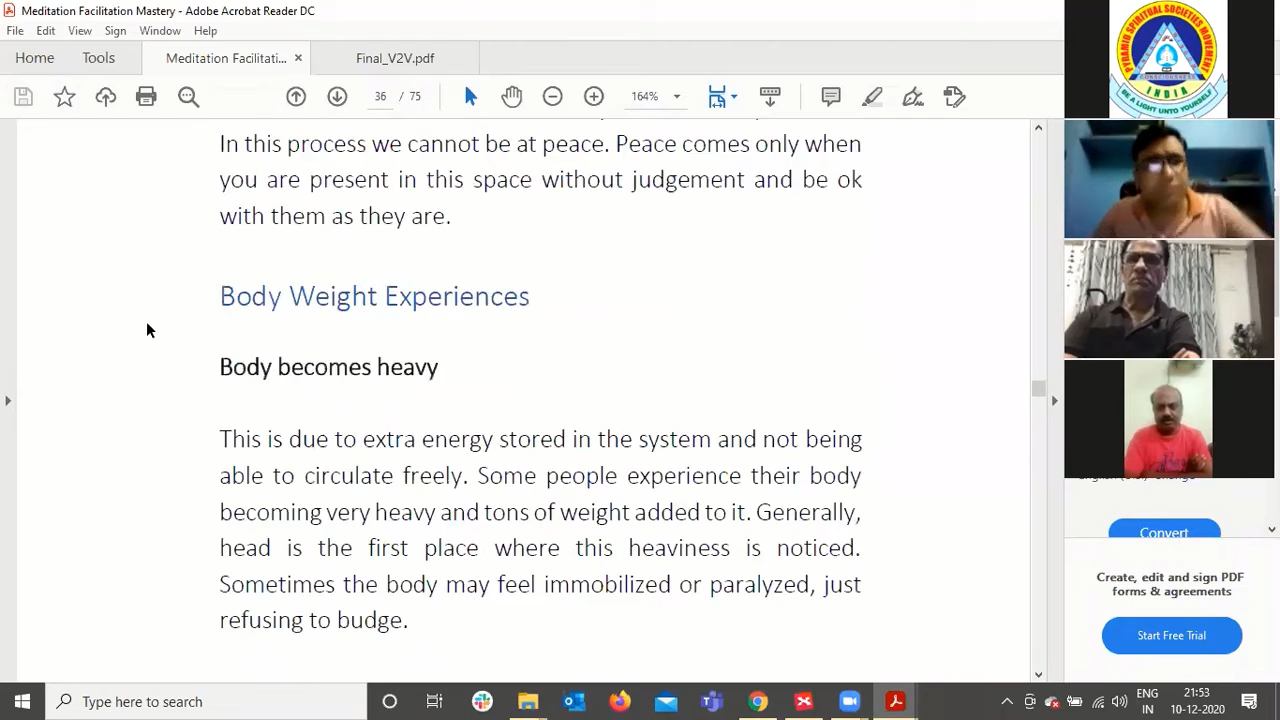 Meditation Facilitation Mastery - Adobe Acrobat Reader DC
File Edit View Sign Window Help
Home Tools Meditation Facilitati... × Final_V2V.pdf
36 / 75 164%
In this process we cannot be at peace. Peace comes only when
you are present in this space without judgement and be ok
with them as they are.
Body Weight Experiences
Body becomes heavy
This is due to extra energy stored in the system and not being
able to circulate freely. Some people experience their body
becoming very heavy and tons of weight added to it. Generally,
head is the first place where this heaviness is noticed.
Sometimes the body may feel immobilized or paralyzed, just
refusing to budge.
PYRAMID SPIRITUAL SOCIETIES MOVEMENT
CONSCIOUSNESS
INDIA
BE A LIGHT UNTO YOURSELF
Convert
Create, edit and sign PDF
forms & agreements
Start Free Trial
Type here to search
ENG
IN
21:53
10-12-2020